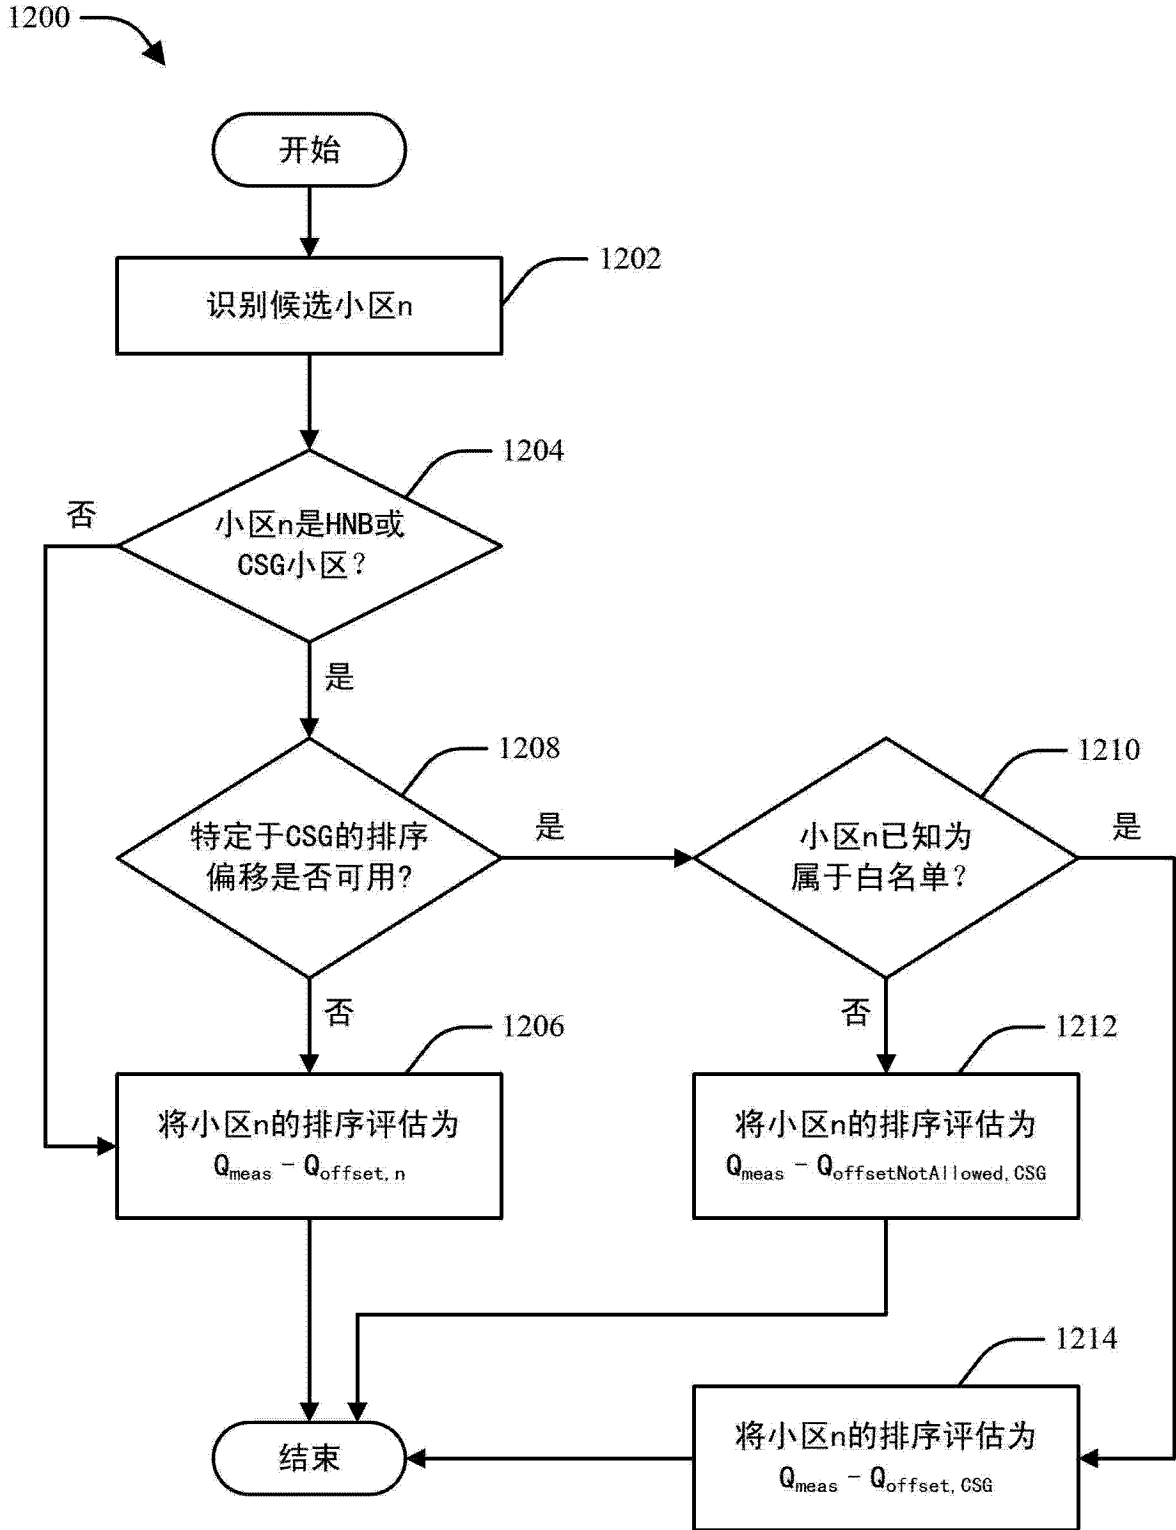 1200
开始
1202
识别候选小区n
1204
否
小区n是HNB或
CSG小区?
是
1208
1210
特定于CSG的排序
偏移是否可用?
是
小区n已知为
属于白名单?
是
否
否
1206
1212
将小区n的排序评估为
Qmeas - Qoffset,n
将小区n的排序评估为
Qmeas - QoffsetNotAllowed,CSG
1214
将小区n的排序评估为
Qmeas - Qoffset,CSG
结束